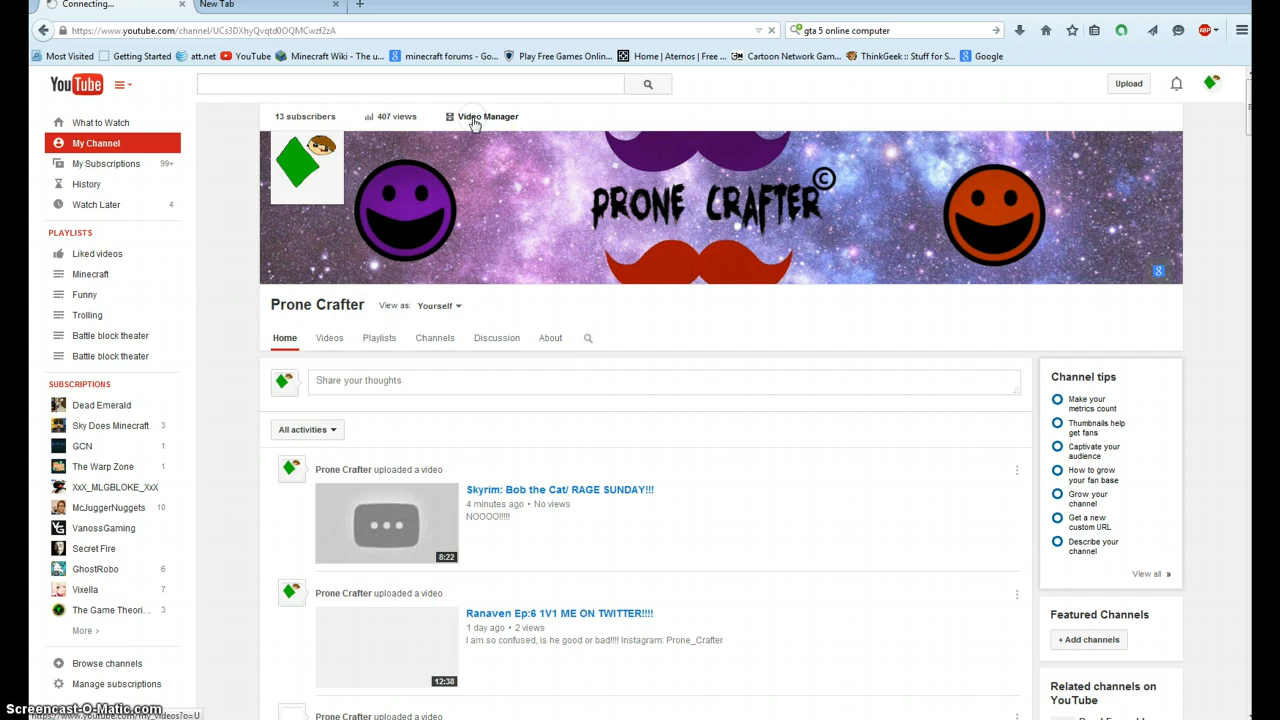 Connecting...
New Tab
https://www.youtube.com/channel/UCs3DXhyQvqtd0OQMCwzf2zA
gta 5 online computer
ABP
Most Visited
Getting Started
att.net
YouTube
Minecraft Wiki - The u...
minecraft forums - Go...
Play Free Games Onlin...
Home | Aternos | Free ...
Cartoon Network Gam...
ThinkGeek :: Stuff for S...
Google
YouTube
Upload
What to Watch
My Channel
My Subscriptions 99+
History
Watch Later 4
PLAYLISTS
Liked videos
Minecraft
Funny
Trolling
Battle block theater
Battle block theater
SUBSCRIPTIONS
Dead Emerald
Sky Does Minecraft 3
GCN 1
The Warp Zone 1
XxX_MLGBLOKE_XxX
McJuggerNuggets 10
VanossGaming
Secret Fire
GhostRobo 6
Vixella 7
The Game Theori... 1
More ›
Browse channels
Manage subscriptions
13 subscribers
407 views
Video Manager
PRONE CRAFTER ©
8
Prone Crafter
View as: Yourself
Home
Videos
Playlists
Channels
Discussion
About
Share your thoughts
All activities
Prone Crafter uploaded a video
Skyrim: Bob the Cat/ RAGE SUNDAY!!!
4 minutes ago • No views
NOOOO!!!!!
8:22
Prone Crafter uploaded a video
Ranaven Ep:6 1V1 ME ON TWITTER!!!!
1 day ago • 2 views
I am so confused, is he good or bad!!!! Instagram: Prone_Crafter
12:38
Prone Crafter uploaded a video
Channel tips
Make your
metrics count
Thumbnails help
get fans
Captivate your
audience
How to grow
your fan base
Grow your
channel
Get a new
custom URL
Describe your
channel
View all »
Featured Channels
+ Add channels
Related channels on
YouTube
Screencast-O-Matic.com
https://www.youtube.com/my_videos?o=U